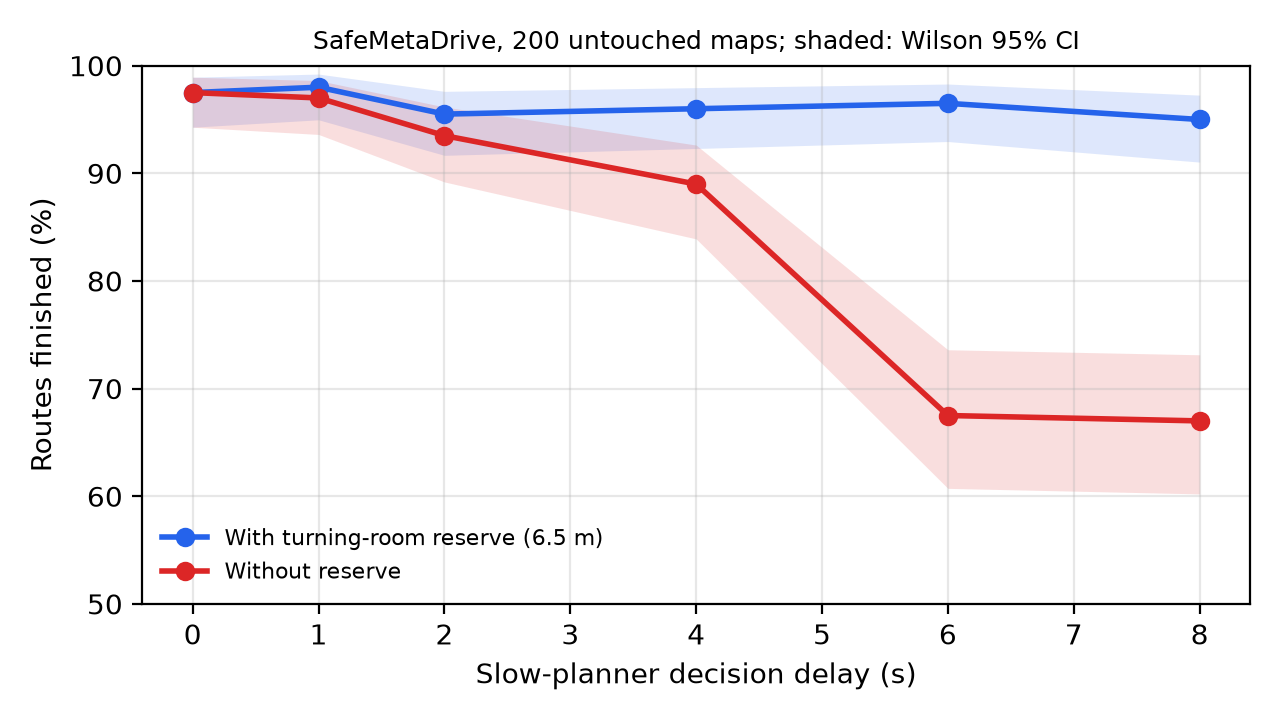 SafeMetaDrive, 200 untouched maps; shaded: Wilson 95% CI
100
90
80
70
60
50
Routes finished (%)
With turning-room reserve (6.5 m)
Without reserve
0 1 2 3 4 5 6 7 8
Slow-planner decision delay (s)